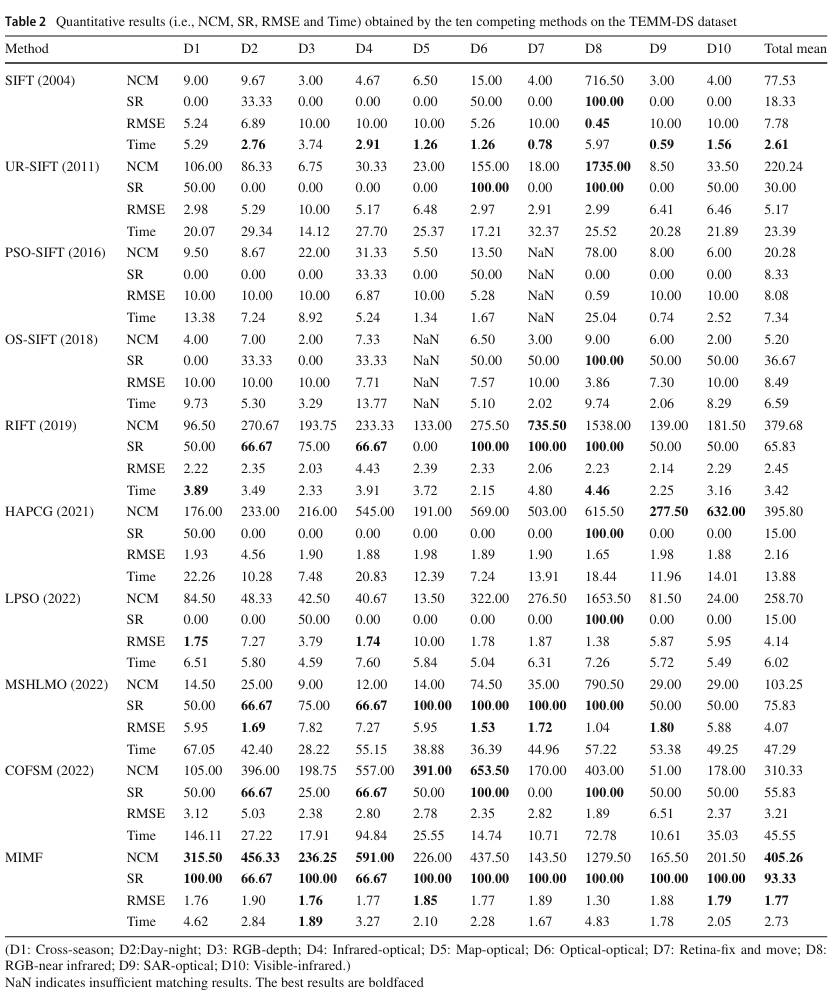 Table 2 Quantitative results (i.e., NCM, SR, RMSE and Time) obtained by the ten competing methods on the TEMM-DS dataset
Method D1 D2 D3 D4 D5 D6 D7 D8 D9 D10 Total mean
SIFT (2004) NCM 9.00 9.67 3.00 4.67 6.50 15.00 4.00 716.50 3.00 4.00 77.53
SR 0.00 33.33 0.00 0.00 0.00 50.00 0.00 100.00 0.00 0.00 18.33
RMSE 5.24 6.89 10.00 10.00 10.00 5.26 10.00 0.45 10.00 10.00 7.78
Time 5.29 2.76 3.74 2.91 1.26 1.26 0.78 5.97 0.59 1.56 2.61
UR-SIFT (2011) NCM 106.00 86.33 6.75 30.33 23.00 155.00 18.00 1735.00 8.50 33.50 220.24
SR 50.00 0.00 0.00 0.00 0.00 100.00 0.00 100.00 0.00 50.00 30.00
RMSE 2.98 5.29 10.00 5.17 6.48 2.97 2.91 2.99 6.41 6.46 5.17
Time 20.07 29.34 14.12 27.70 25.37 17.21 32.37 25.52 20.28 21.89 23.39
PSO-SIFT (2016) NCM 9.50 8.67 22.00 31.33 5.50 13.50 NaN 78.00 8.00 6.00 20.28
SR 0.00 0.00 0.00 33.33 0.00 50.00 NaN 0.00 0.00 0.00 8.33
RMSE 10.00 10.00 10.00 6.87 10.00 5.28 NaN 0.59 10.00 10.00 8.08
Time 13.38 7.24 8.92 5.24 1.34 1.67 NaN 25.04 0.74 2.52 7.34
OS-SIFT (2018) NCM 4.00 7.00 2.00 7.33 NaN 6.50 3.00 9.00 6.00 2.00 5.20
SR 0.00 33.33 0.00 33.33 NaN 50.00 50.00 100.00 50.00 50.00 36.67
RMSE 10.00 10.00 10.00 7.71 NaN 7.57 10.00 3.86 7.30 10.00 8.49
Time 9.73 5.30 3.29 13.77 NaN 5.10 2.02 9.74 2.06 8.29 6.59
RIFT (2019) NCM 96.50 270.67 193.75 233.33 133.00 275.50 735.50 1538.00 139.00 181.50 379.68
SR 50.00 66.67 75.00 66.67 0.00 100.00 100.00 100.00 50.00 50.00 65.83
RMSE 2.22 2.35 2.03 4.43 2.39 2.33 2.06 2.23 2.14 2.29 2.45
Time 3.89 3.49 2.33 3.91 3.72 2.15 4.80 4.46 2.25 3.16 3.42
HAPCG (2021) NCM 176.00 233.00 216.00 545.00 191.00 569.00 503.00 615.50 277.50 632.00 395.80
SR 50.00 0.00 0.00 0.00 0.00 0.00 0.00 100.00 0.00 0.00 15.00
RMSE 1.93 4.56 1.90 1.88 1.98 1.89 1.90 1.65 1.98 1.88 2.16
Time 22.26 10.28 7.48 20.83 12.39 7.24 13.91 18.44 11.96 14.01 13.88
LPSO (2022) NCM 84.50 48.33 42.50 40.67 13.50 322.00 276.50 1653.50 81.50 24.00 258.70
SR 0.00 0.00 50.00 0.00 0.00 0.00 0.00 100.00 0.00 0.00 15.00
RMSE 1.75 7.27 3.79 1.74 10.00 1.78 1.87 1.38 5.87 5.95 4.14
Time 6.51 5.80 4.59 7.60 5.84 5.04 6.31 7.26 5.72 5.49 6.02
MSHLMO (2022) NCM 14.50 25.00 9.00 12.00 14.00 74.50 35.00 790.50 29.00 29.00 103.25
SR 50.00 66.67 75.00 66.67 100.00 100.00 100.00 100.00 50.00 50.00 75.83
RMSE 5.95 1.69 7.82 7.27 5.95 1.53 1.72 1.04 1.80 5.88 4.07
Time 67.05 42.40 28.22 55.15 38.88 36.39 44.96 57.22 53.38 49.25 47.29
COFSM (2022) NCM 105.00 396.00 198.75 557.00 391.00 653.50 170.00 403.00 51.00 178.00 310.33
SR 50.00 66.67 25.00 66.67 50.00 100.00 0.00 100.00 50.00 50.00 55.83
RMSE 3.12 5.03 2.38 2.80 2.78 2.35 2.82 1.89 6.51 2.37 3.21
Time 146.11 27.22 17.91 94.84 25.55 14.74 10.71 72.78 10.61 35.03 45.55
MIMF NCM 315.50 456.33 236.25 591.00 226.00 437.50 143.50 1279.50 165.50 201.50 405.26
SR 100.00 66.67 100.00 66.67 100.00 100.00 100.00 100.00 100.00 100.00 93.33
RMSE 1.76 1.90 1.76 1.77 1.85 1.77 1.89 1.30 1.88 1.79 1.77
Time 4.62 2.84 1.89 3.27 2.10 2.28 1.67 4.83 1.78 2.05 2.73
(D1: Cross-season; D2:Day-night; D3: RGB-depth; D4: Infrared-optical; D5: Map-optical; D6: Optical-optical; D7: Retina-fix and move; D8:
RGB-near infrared; D9: SAR-optical; D10: Visible-infrared.)
NaN indicates insufficient matching results. The best results are boldfaced